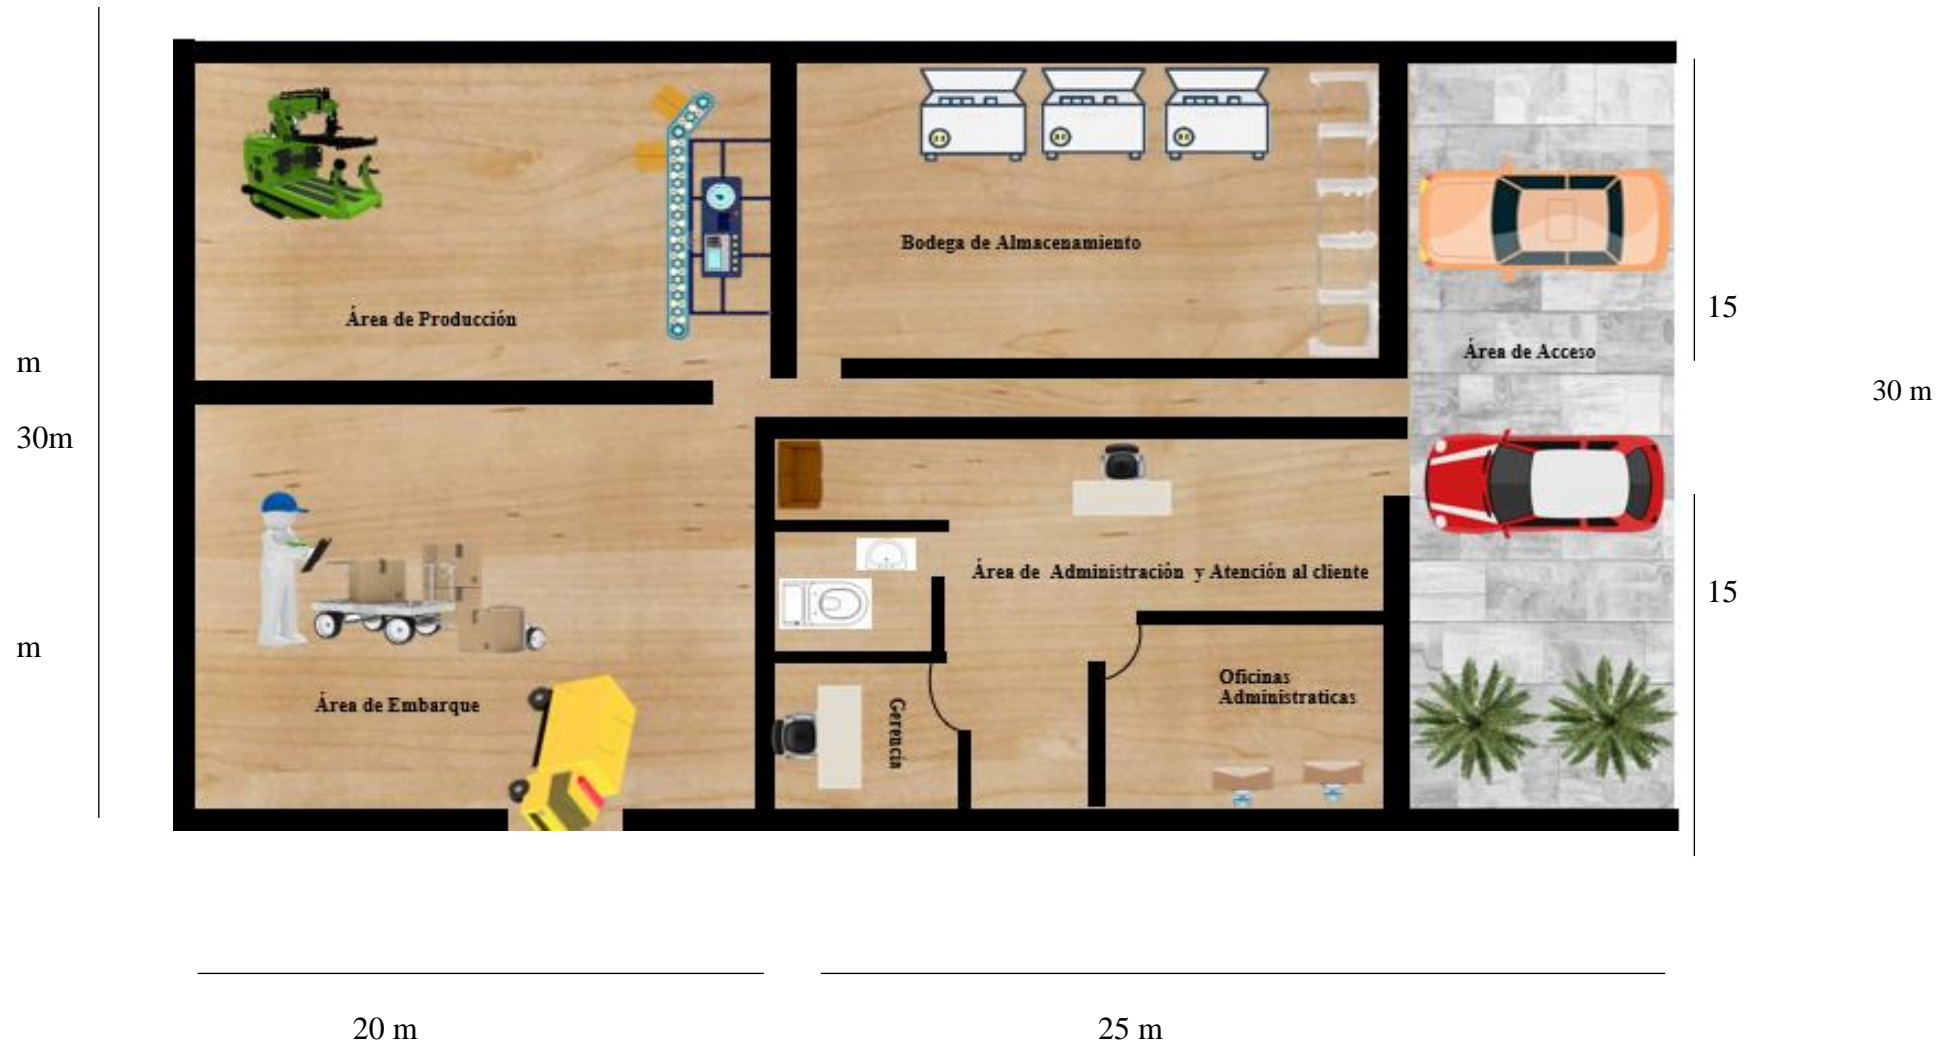 Bodega de Almacenamiento
Área de Producción
15
Área de Acceso
m
30 m
30m
Área de Administración y Atención al cliente
15
m
Oficinas
Administraticas
Área de Embarque
Gerencia
20 m
25 m